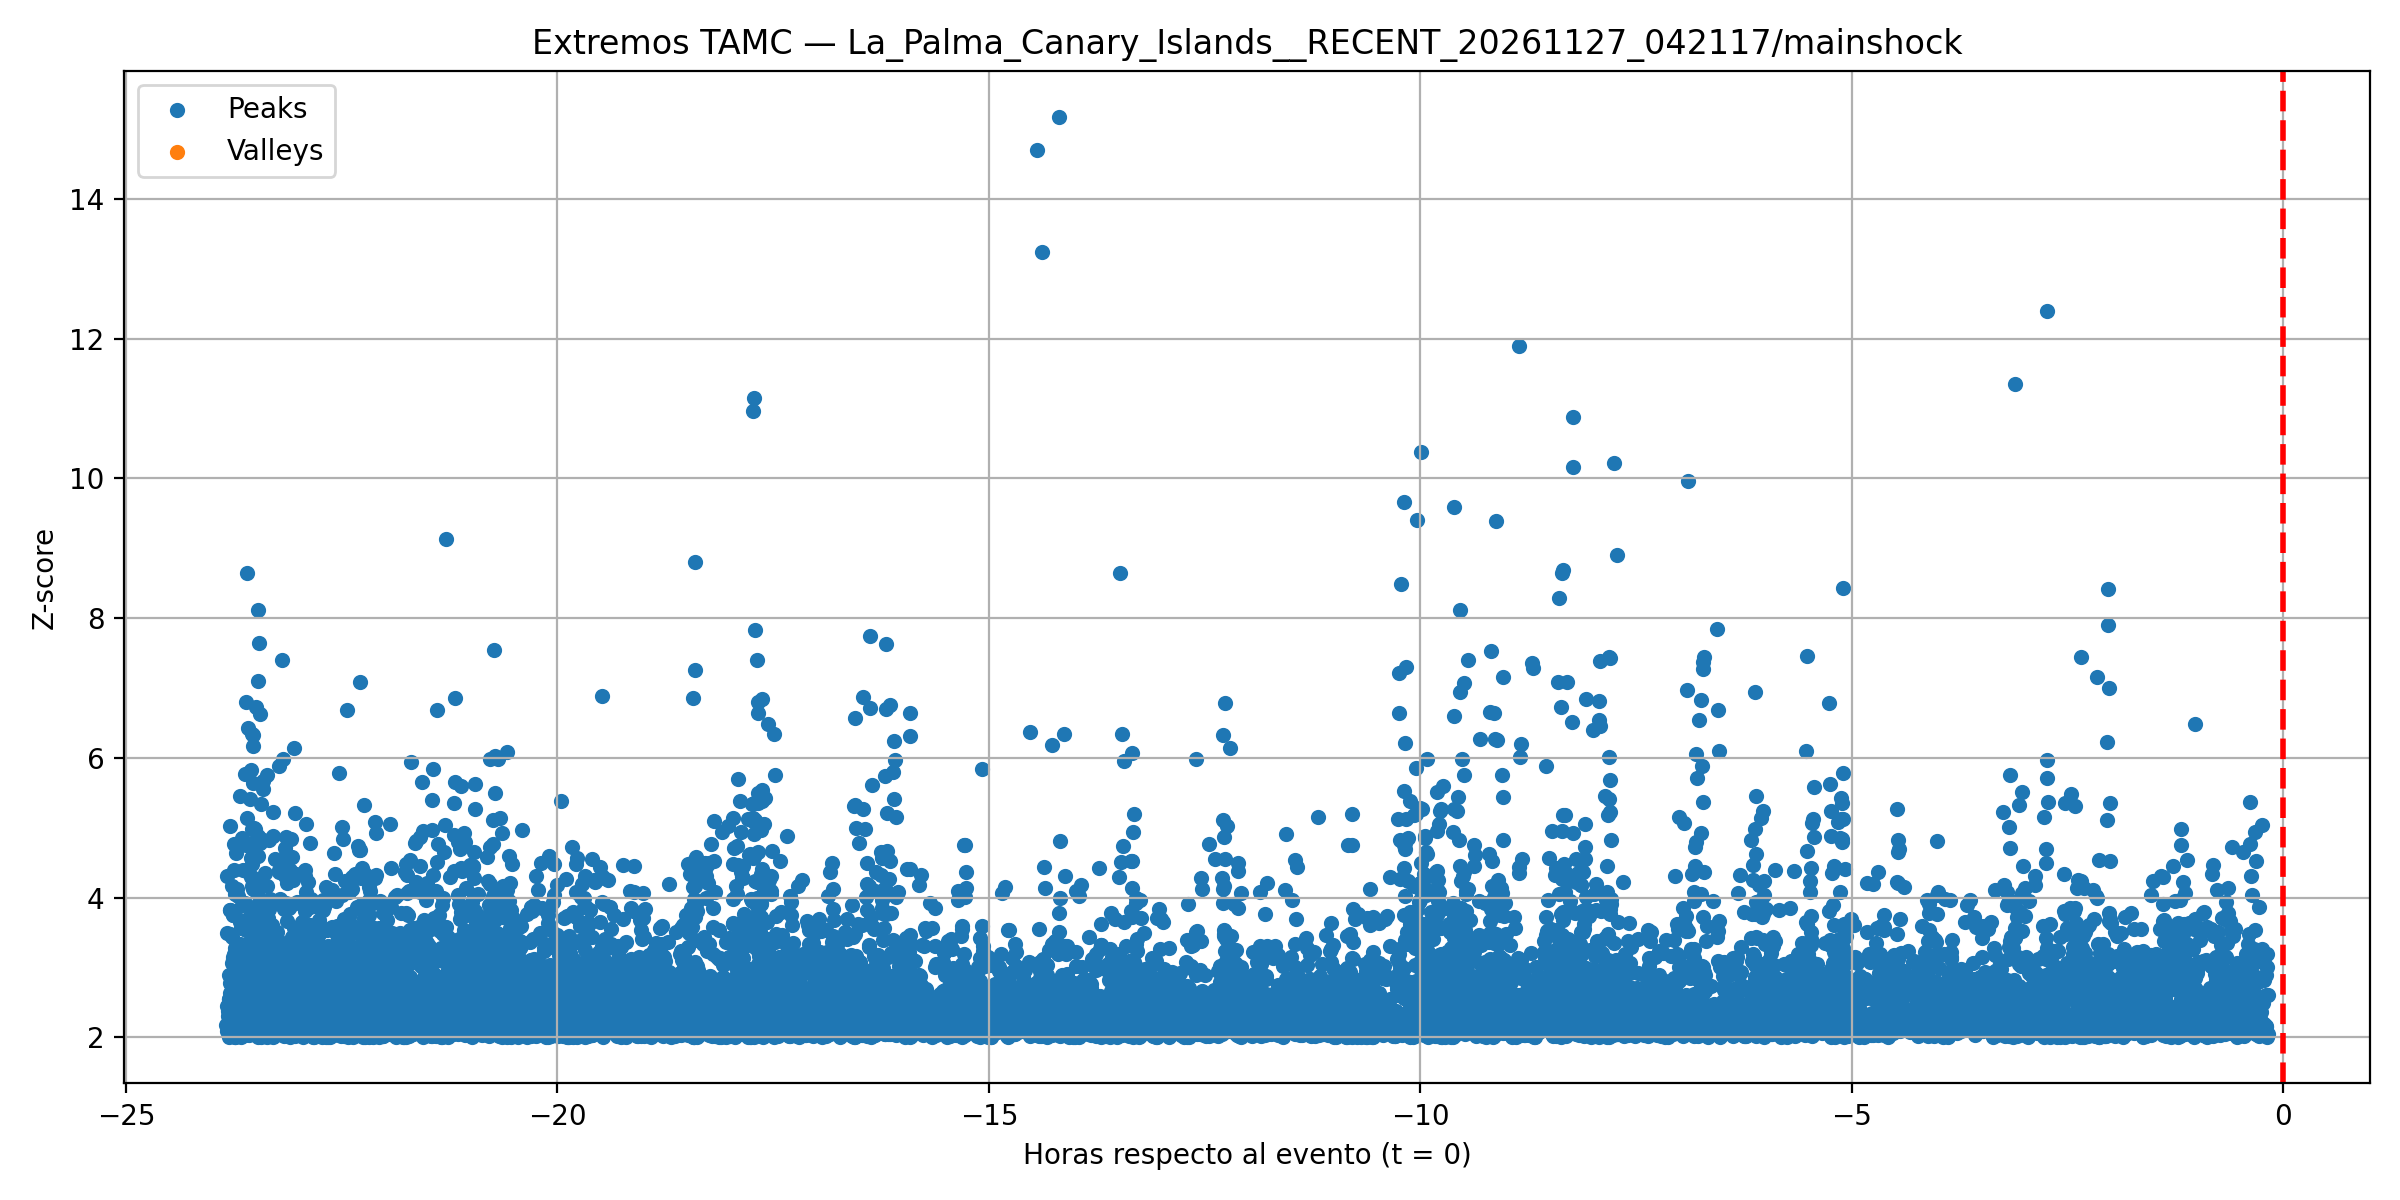 Extremos TAMC — La_Palma_Canary_Islands__RECENT_20261127_042117/mainshock
Peaks
Valleys
Z-score
14
12
10
8
6
4
2
−25
−20
−15
−10
−5
0
Horas respecto al evento (t = 0)